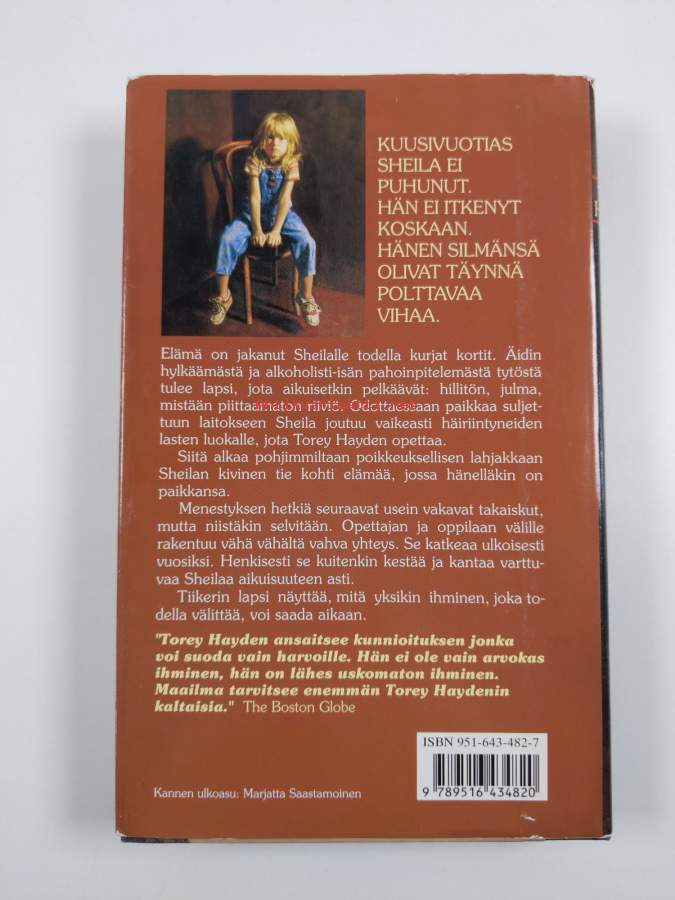 KUUSIVUOTIAS
SHEILA EI
PUHUNUT.
HÄN EI ITKENYT
KOSKAAN.
HÄNEN SILMÄNSÄ
OLIVAT TÄYNNÄ
POLTTAVAA
VIHAA.
Elämä on jakanut Sheilalle todella kurjat kortit. Äidin
hylkäämästä ja alkoholisti-isän pahoinpitelemästä tytöstä
tulee lapsi, jota aikuisetkin pelkäävät: hillitön, julma,
mistään piittaamaton riiviö. Odottaessaan paikkaa suljet-
tuun laitokseen Sheila joutuu vaikeasti häiriintyneiden
lasten luokalle, jota Torey Hayden opettaa.
Siitä alkaa pohjimmiltaan poikkeuksellisen lahjakkaan
Sheilan kivinen tie kohti elämää, jossa hänelläkin on
paikkansa.
Menestyksen hetkiä seuraavat usein vakavat takaiskut,
mutta niistäkin selvitään. Opettajan ja oppilaan välille
rakentuu vähä vähältä vahva yhteys. Se katkeaa ulkoisesti
vuosiksi. Henkisesti se kuitenkin kestää ja kantaa varttu-
vaa Sheilaa aikuisuuteen asti.
Tiikerin lapsi näyttää, mitä yksikin ihminen, joka to-
della välittää, voi saada aikaan.
"Torey Hayden ansaitsee kunnioituksen jonka
voi suoda vain harvoille. Hän ei ole vain arvokas
ihminen, hän on lähes uskomaton ihminen.
Maailma tarvitsee enemmän Torey Haydenin
kaltaisia." The Boston Globe
ISBN 951-643-482-7
9 789516 434820
Kannen ulkoasu: Marjatta Saastamoinen